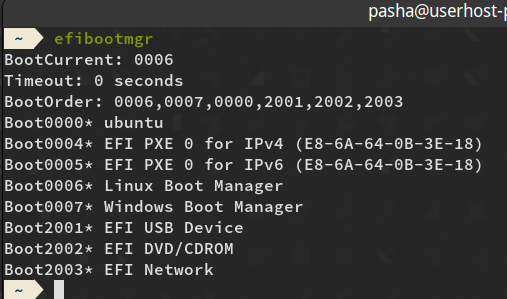 pasha@userhost-
~ efibootmgr
BootCurrent: 0006
Timeout: 0 seconds
BootOrder: 0006,0007,0000,2001,2002,2003
Boot0000* ubuntu
Boot0004* EFI PXE 0 for IPv4 (E8-6A-64-0B-3E-18)
Boot0005* EFI PXE 0 for IPv6 (E8-6A-64-0B-3E-18)
Boot0006* Linux Boot Manager
Boot0007* Windows Boot Manager
Boot2001* EFI USB Device
Boot2002* EFI DVD/CDROM
Boot2003* EFI Network
~